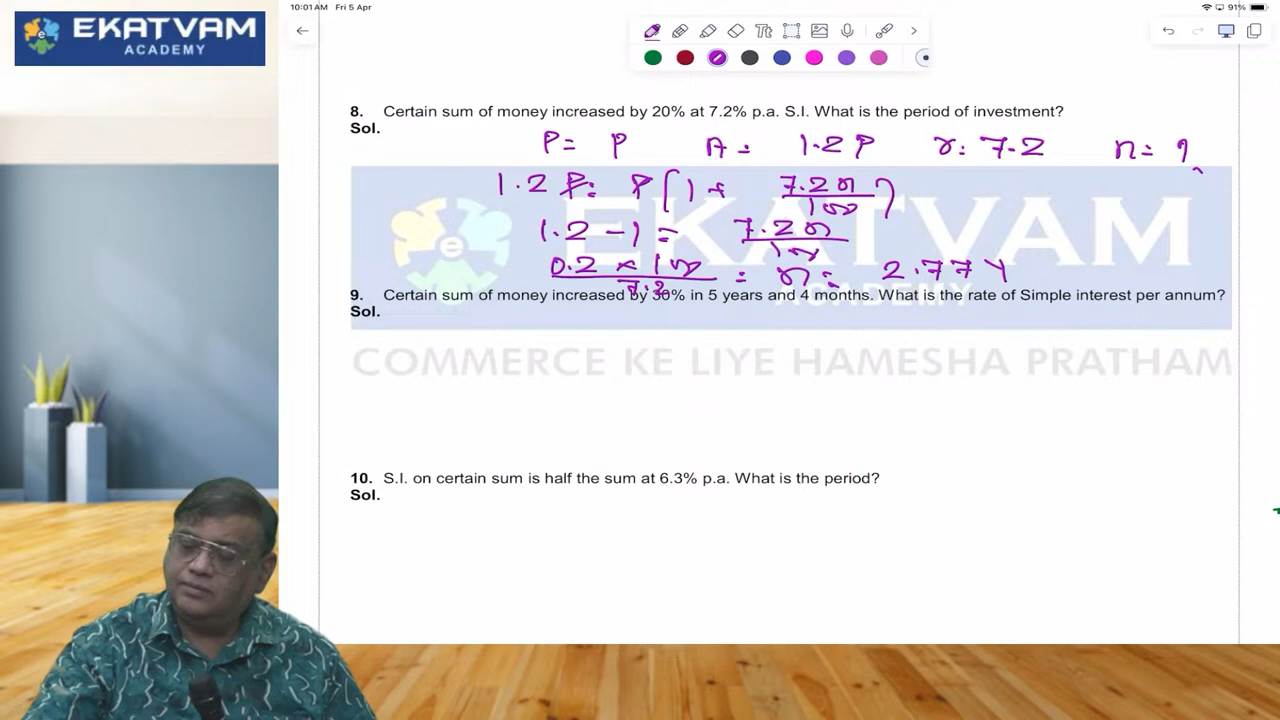 10:01 AM Fri 5 Apr
91%
EKATVAM
ACADEMY
Tt
8. Certain sum of money increased by 20% at 7.2% p.a. S.I. What is the period of investment?
Sol.
P = P A = 1.2 P r = 7.2 n = ?
1.2 P = P (1 + 7.2n/100)
1.2 - 1 = 7.2n/100
0.2 × 100/7.2 = n = 2.77 Y
9. Certain sum of money increased by 30% in 5 years and 4 months. What is the rate of Simple interest per annum?
Sol.
EKATVAM
ACADEMY
COMMERCE KE LIYE HAMESHA PRATHAM
10. S.I. on certain sum is half the sum at 6.3% p.a. What is the period?
Sol.